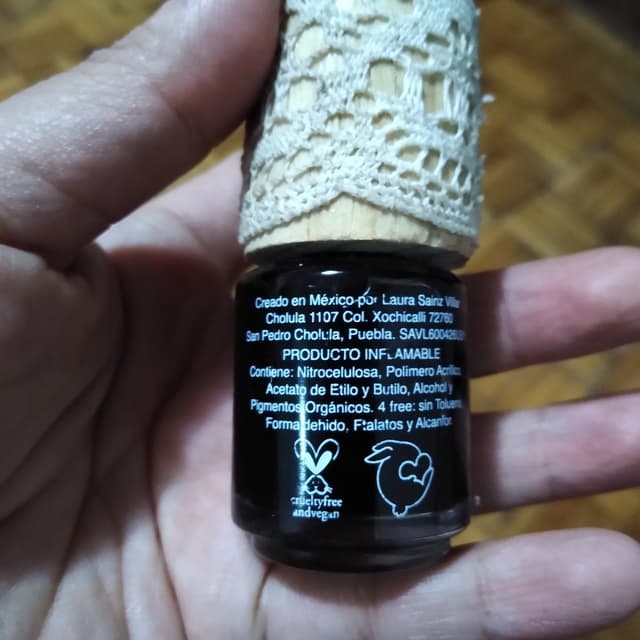 Creado en México por Laura Sainz Villar
Cholula 1107 Col. Xochicalli 72760
San Pedro Cholula, Puebla.
PRODUCTO INFLAMABLE
Contiene: Nitrocelulosa, Polímero Acrílico,
Acetato de Etilo y Butilo, Alcohol y
Pigmentos Orgánicos. 4 free: sin Tolueno,
Formaldehido, Ftalatos y Alcanfor.
crueltyfree
andvegan